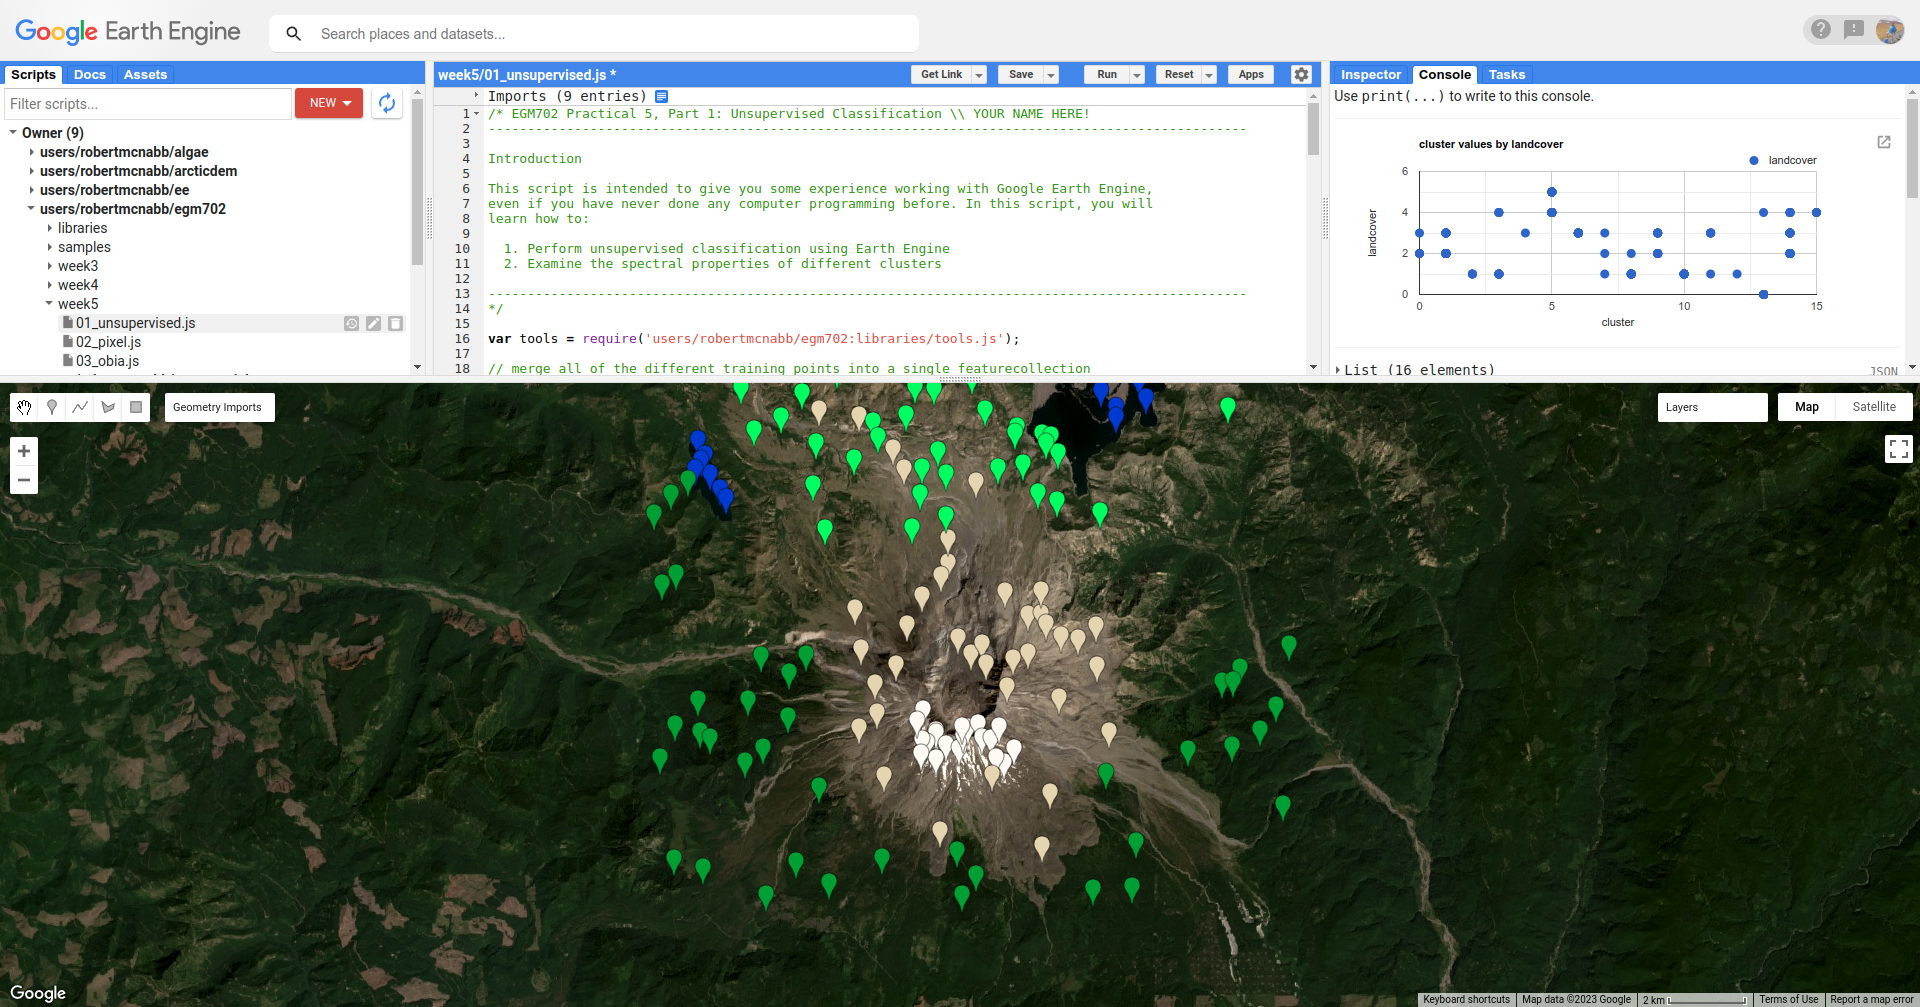 Google Earth Engine
Search places and datasets...
Scripts Docs Assets
Filter scripts...
NEW
Owner (9)
users/robertmcnabb/algae
users/robertmcnabb/arcticdem
users/robertmcnabb/ee
users/robertmcnabb/egm702
libraries
samples
week3
week4
week5
01_unsupervised.js
02_pixel.js
03_obia.js
week5/01_unsupervised.js *
Get Link Save Run Reset Apps
Imports (9 entries)
1 /* EGM702 Practical 5, Part 1: Unsupervised Classification \\ YOUR NAME HERE!
2 -------------------------------------------------------------------------------------------------
3
4 Introduction
5
6 This script is intended to give you some experience working with Google Earth Engine,
7 even if you have never done any computer programming before. In this script, you will
8 learn how to:
9
10 1. Perform unsupervised classification using Earth Engine
11 2. Examine the spectral properties of different clusters
12
13 -------------------------------------------------------------------------------------------------
14 */
15
16 var tools = require('users/robertmcnabb/egm702:libraries/tools.js');
17
18 // merge all of the different training points into a single featurecollection
Inspector Console Tasks
Use print(...) to write to this console.
cluster values by landcover
landcover
6
4
2
0
landcover
0 5 10 15
cluster
List (16 elements)
JSON
Geometry Imports
Layers
Map Satellite
Google
Keyboard shortcuts Map data ©2023 Google 2 km Terms of Use Report a map error